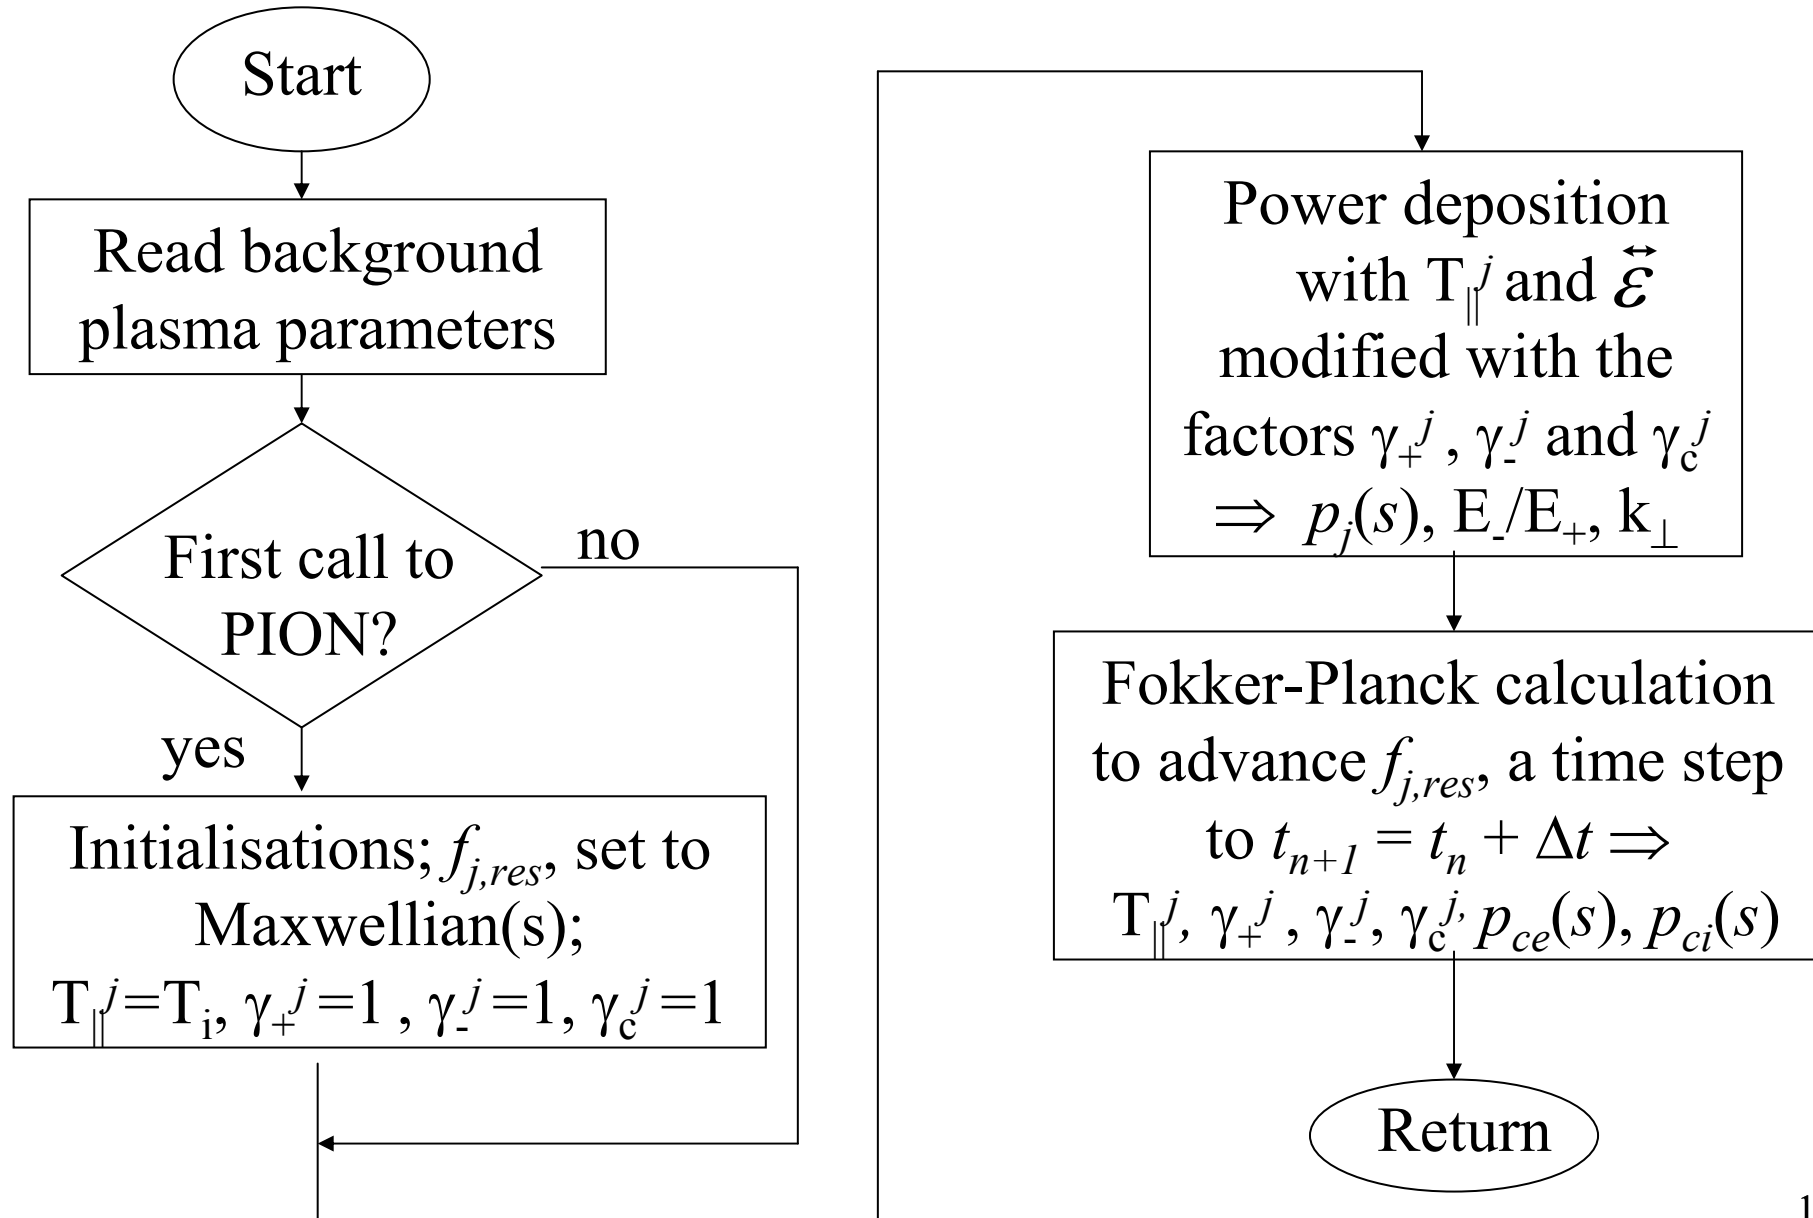 Start
Read background
plasma parameters
First call to
PION?
no
yes
Initialisations; f_{j,res}, set to
Maxwellian(s);
T_{||}^j=T_i, γ_+^j=1 , γ_-^j=1, γ_c^j=1
Power deposition
with T_{||}^j and ε⃡
modified with the
factors γ_+^j , γ_-^j and γ_c^j
⇒ p_j(s), E_-/E_+, k_⊥
Fokker-Planck calculation
to advance f_{j,res}, a time step
to t_{n+1} = t_n + Δt ⇒
T_{||}^j, γ_+^j , γ_-^j, γ_c^j, p_{ce}(s), p_{ci}(s)
Return
1